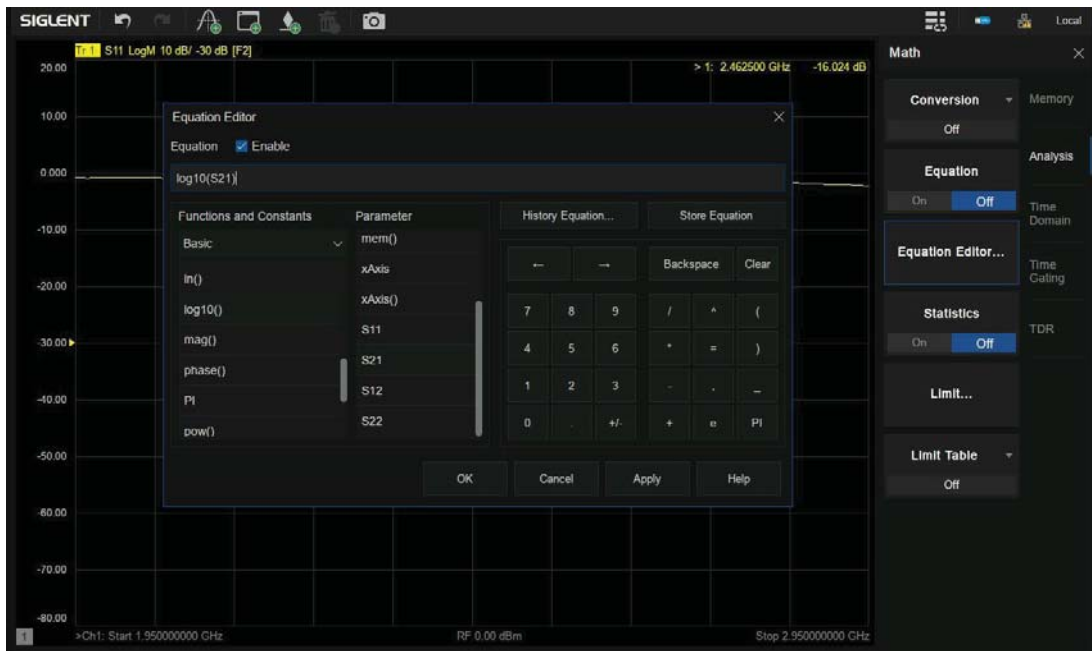 SIGLENT
Local
Tr 1 S11 LogM 10 dB/ -30 dB [F2]
> 1: 2.462500 GHz -16.024 dB
20.00
10.00
0.000
-10.00
-20.00
-30.00
-40.00
-50.00
-60.00
-70.00
-80.00
Equation Editor
Equation Enable
log10(S21)
Functions and Constants
Basic
ln()
log10()
mag()
phase()
PI
pow()
Parameter
mem()
xAxis
xAxis()
S11
S21
S12
S22
History Equation... Store Equation
← → Backspace Clear
7 8 9 / ^ (
4 5 6 * = )
1 2 3 - , _
0 . +/- + e PI
OK Cancel Apply Help
Math
Conversion
Off
Equation
On Off
Equation Editor...
Statistics
On Off
Limit...
Limit Table
Off
Memory
Analysis
Time
Domain
Time
Gating
TDR
1 >Ch1: Start 1.950000000 GHz RF 0.00 dBm Stop 2.950000000 GHz